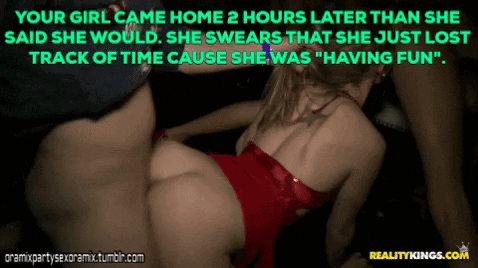 YOUR GIRL CAME HOME 2 HOURS LATER THAN SHE
SAID SHE WOULD. SHE SWEARS THAT SHE JUST LOST
TRACK OF TIME CAUSE SHE WAS "HAVING FUN".
oramixpartysexoramix.tumblr.com
REALITYKINGS.COM